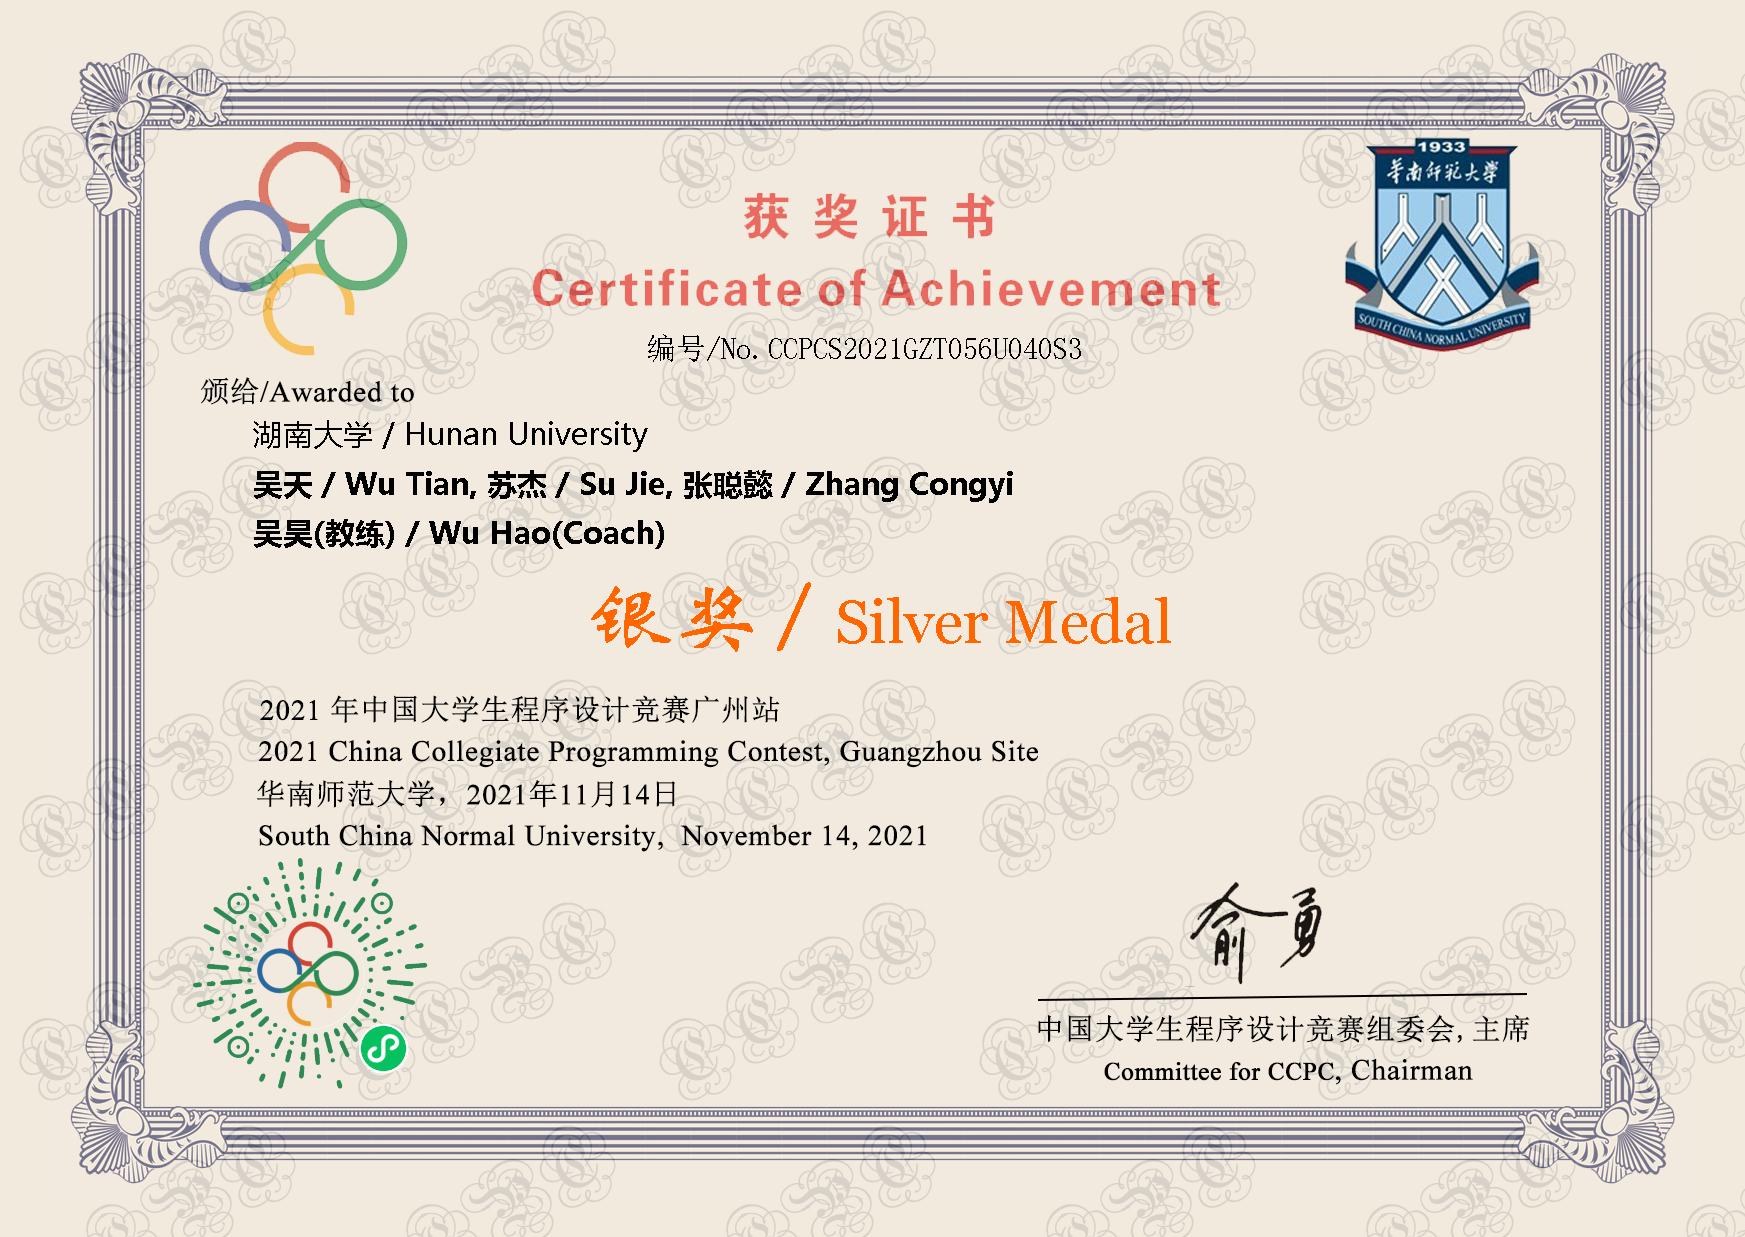 1933
华南师范大学
SOUTH CHINA NORMAL UNIVERSITY
获奖证书
Certificate of Achievement
编号/No. CCPCS2021GZT056U040S3
颁给/Awarded to
湖南大学 / Hunan University
吴天 / Wu Tian, 苏杰 / Su Jie, 张聪懿 / Zhang Congyi
吴昊(教练) / Wu Hao(Coach)
银奖 / Silver Medal
2021 年中国大学生程序设计竞赛广州站
2021 China Collegiate Programming Contest, Guangzhou Site
华南师范大学，2021年11月14日
South China Normal University, November 14, 2021
俞勇
中国大学生程序设计竞赛组委会, 主席
Committee for CCPC, Chairman